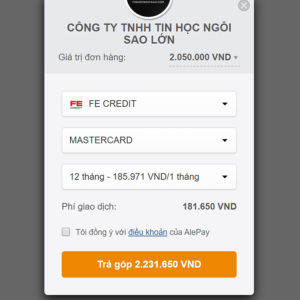 CÔNG TY TNHH TIN HỌC NGÔI
SAO LỚN
Giá trị đơn hàng: 2.050.000 VND
FE FE CREDIT
MASTERCARD
12 tháng - 185.971 VND/1 tháng
Phí giao dịch: 181.650 VND
Tôi đồng ý với điều khoản của AlePay
Trả góp 2.231.650 VND